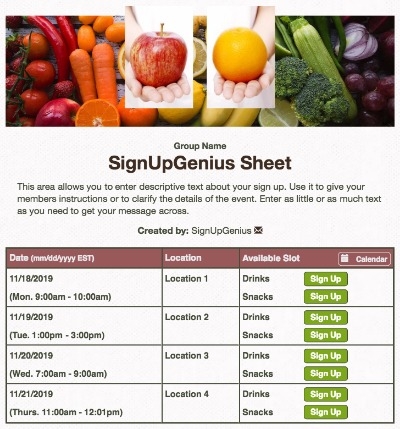 Group Name
SignUpGenius Sheet
This area allows you to enter descriptive text about your sign up. Use it to give your
members instructions or to clarify the details of the event. Enter as little or as much text
as you need to get your message across.
Created by: SignUpGenius
Date (mm/dd/yyyy EST) Location Available Slot Calendar
11/18/2019 Location 1 Drinks Sign Up
(Mon. 9:00am - 10:00am) Snacks Sign Up
11/19/2019 Location 2 Drinks Sign Up
(Tue. 1:00pm - 3:00pm) Snacks Sign Up
11/20/2019 Location 3 Drinks Sign Up
(Wed. 7:00am - 9:00am) Snacks Sign Up
11/21/2019 Location 4 Drinks Sign Up
(Thurs. 11:00am - 12:01pm) Snacks Sign Up